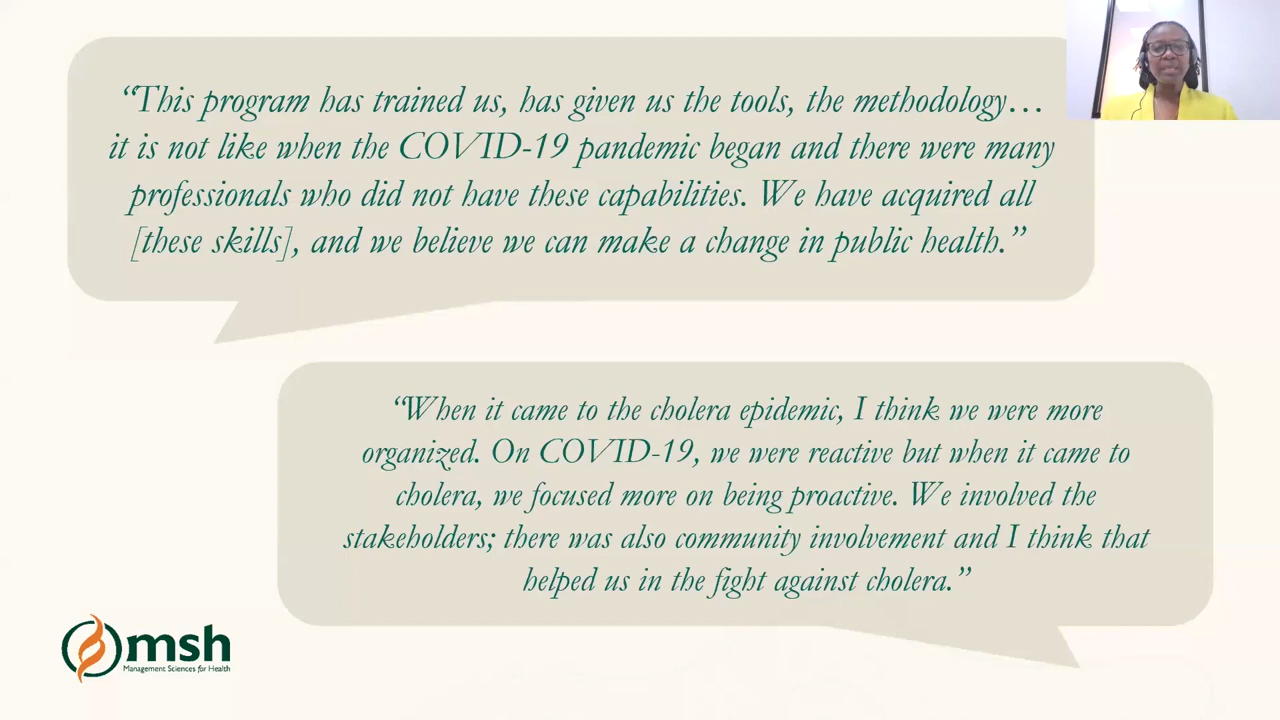 “This program has trained us, has given us the tools, the methodology…
it is not like when the COVID-19 pandemic began and there were many
professionals who did not have these capabilities. We have acquired all
[these skills], and we believe we can make a change in public health.”
“When it came to the cholera epidemic, I think we were more
organized. On COVID-19, we were reactive but when it came to
cholera, we focused more on being proactive. We involved the
stakeholders; there was also community involvement and I think that
helped us in the fight against cholera.”
msh
Management Sciences for Health